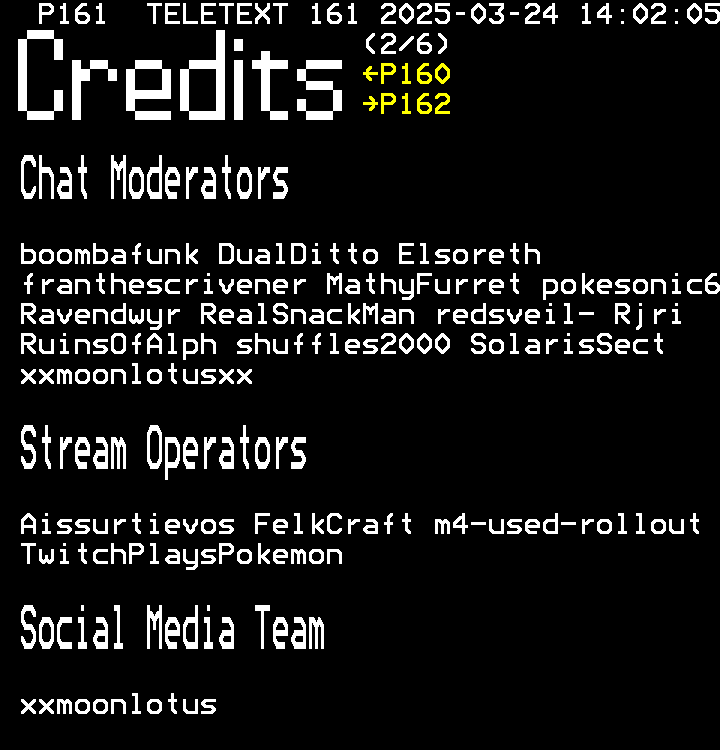 P161 TELETEXT 161 2025-03-24 14:02:05
Credits
(2/6)
←P160
→P162
Chat Moderators
boombafunk DualDitto Elsoreth
franthescrivener MathyFurret pokesonic6
Ravendwyr RealSnackMan redsveil- Rjri
RuinsOfAlph shuffles2000 SolarisSect
xxmoonlotusxx
Stream Operators
Aissurtievos FelkCraft m4-used-rollout
TwitchPlaysPokemon
Social Media Team
xxmoonlotus